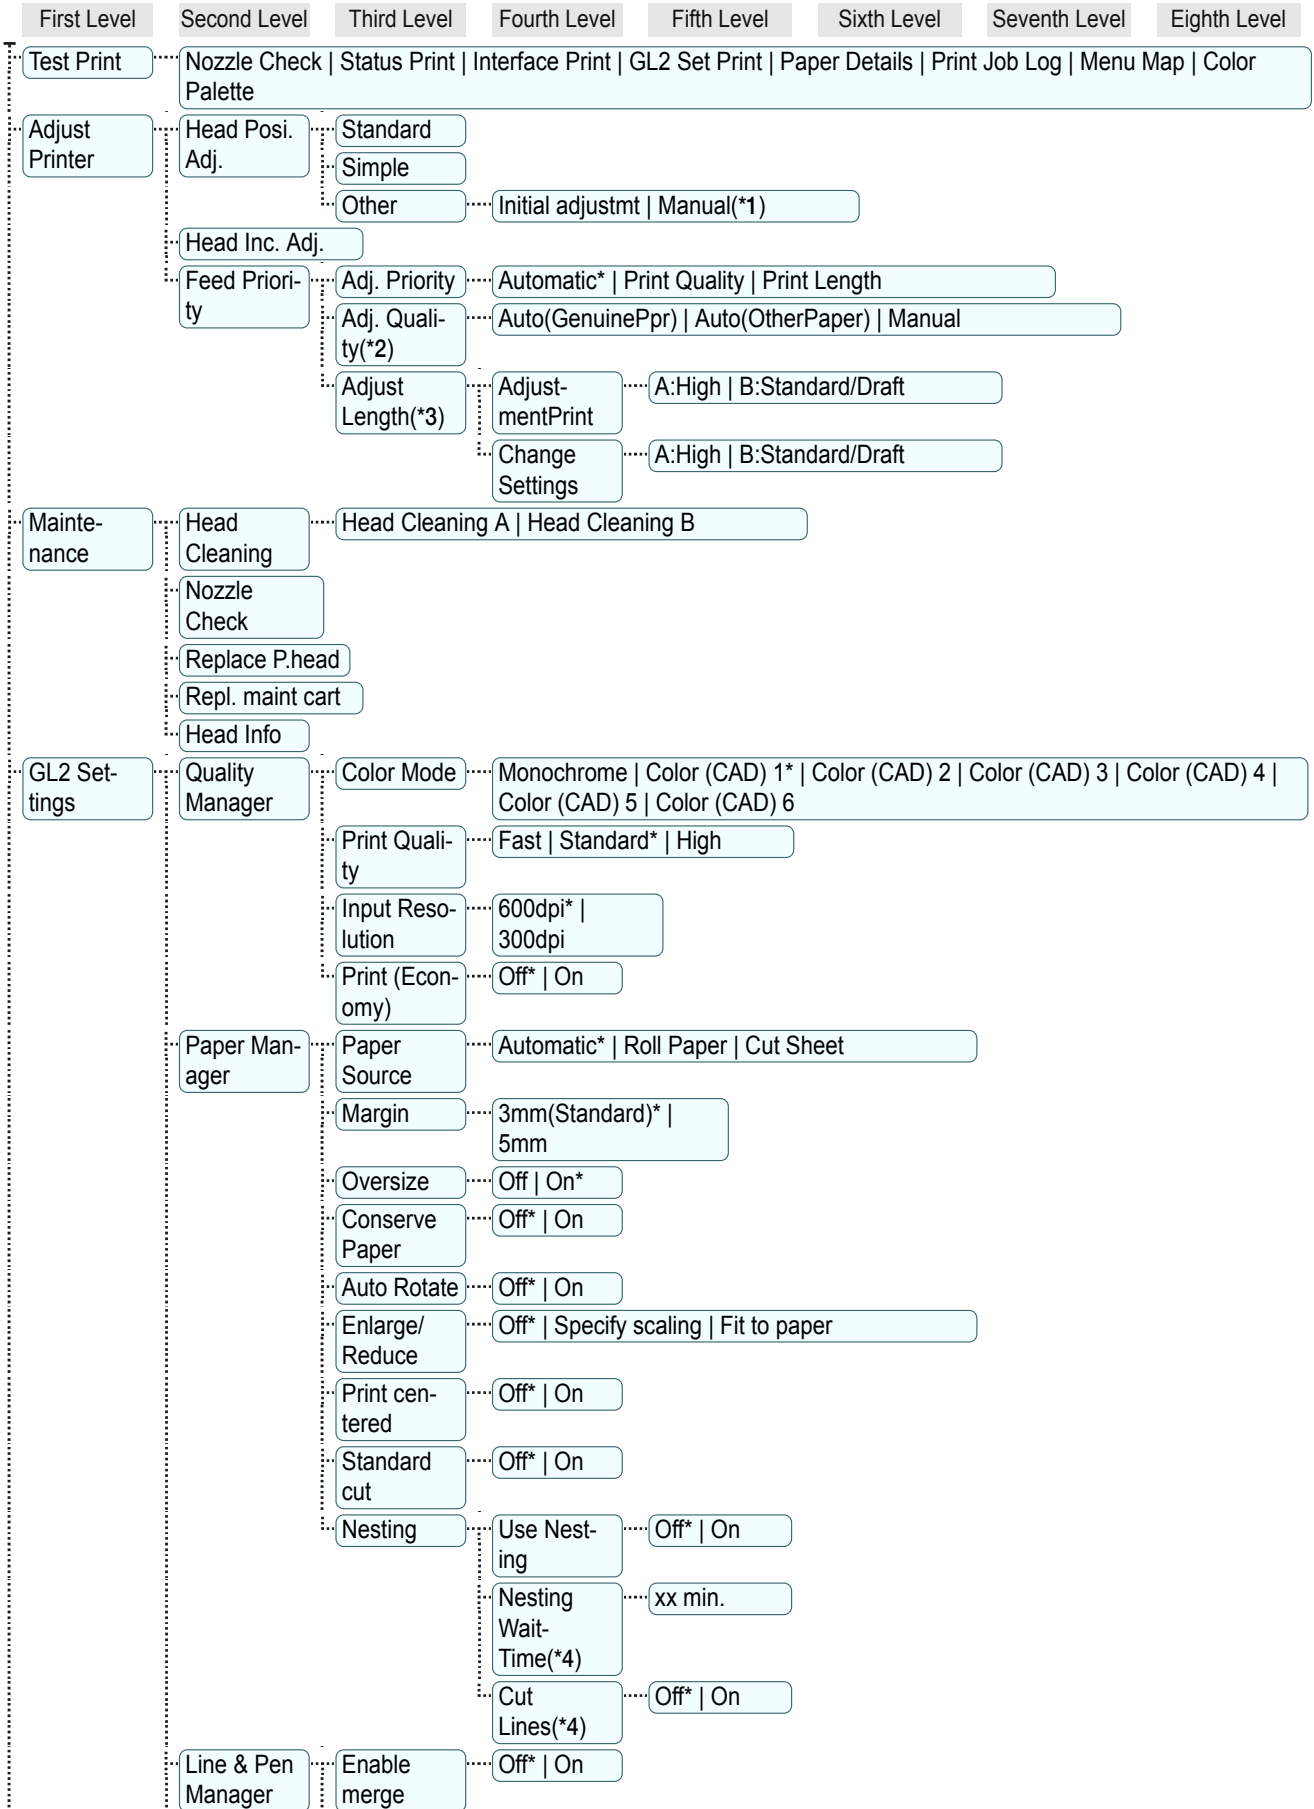 First Level Second Level Third Level Fourth Level Fifth Level Sixth Level Seventh Level Eighth Level
Test Print
Nozzle Check | Status Print | Interface Print | GL2 Set Print | Paper Details | Print Job Log | Menu Map | Color
Palette
Adjust
Printer
Head Posi.
Adj.
Standard
Simple
Other
Initial adjustmt | Manual(*1)
Head Inc. Adj.
Feed Priori-
ty
Adj. Priority
Automatic* | Print Quality | Print Length
Adj. Quali-
ty(*2)
Auto(GenuinePpr) | Auto(OtherPaper) | Manual
Adjust
Length(*3)
Adjust-
mentPrint
A:High | B:Standard/Draft
Change
Settings
A:High | B:Standard/Draft
Mainte-
nance
Head
Cleaning
Head Cleaning A | Head Cleaning B
Nozzle
Check
Replace P.head
Repl. maint cart
Head Info
GL2 Set-
tings
Quality
Manager
Color Mode
Monochrome | Color (CAD) 1* | Color (CAD) 2 | Color (CAD) 3 | Color (CAD) 4 |
Color (CAD) 5 | Color (CAD) 6
Print Quali-
ty
Fast | Standard* | High
Input Reso-
lution
600dpi* |
300dpi
Print (Econ-
omy)
Off* | On
Paper Man-
ager
Paper
Source
Automatic* | Roll Paper | Cut Sheet
Margin
3mm(Standard)* |
5mm
Oversize
Off | On*
Conserve
Paper
Off* | On
Auto Rotate
Off* | On
Enlarge/
Reduce
Off* | Specify scaling | Fit to paper
Print cen-
tered
Off* | On
Standard
cut
Off* | On
Nesting
Use Nest-
ing
Off* | On
Nesting
Wait-
Time(*4)
xx min.
Cut
Lines(*4)
Off* | On
Line & Pen
Manager
Enable
merge
Off* | On